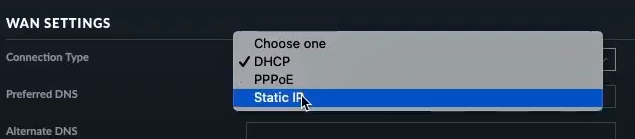 WAN SETTINGS
Connection Type
Choose one
✓ DHCP
PPPoE
Static IP
Preferred DNS
Alternate DNS